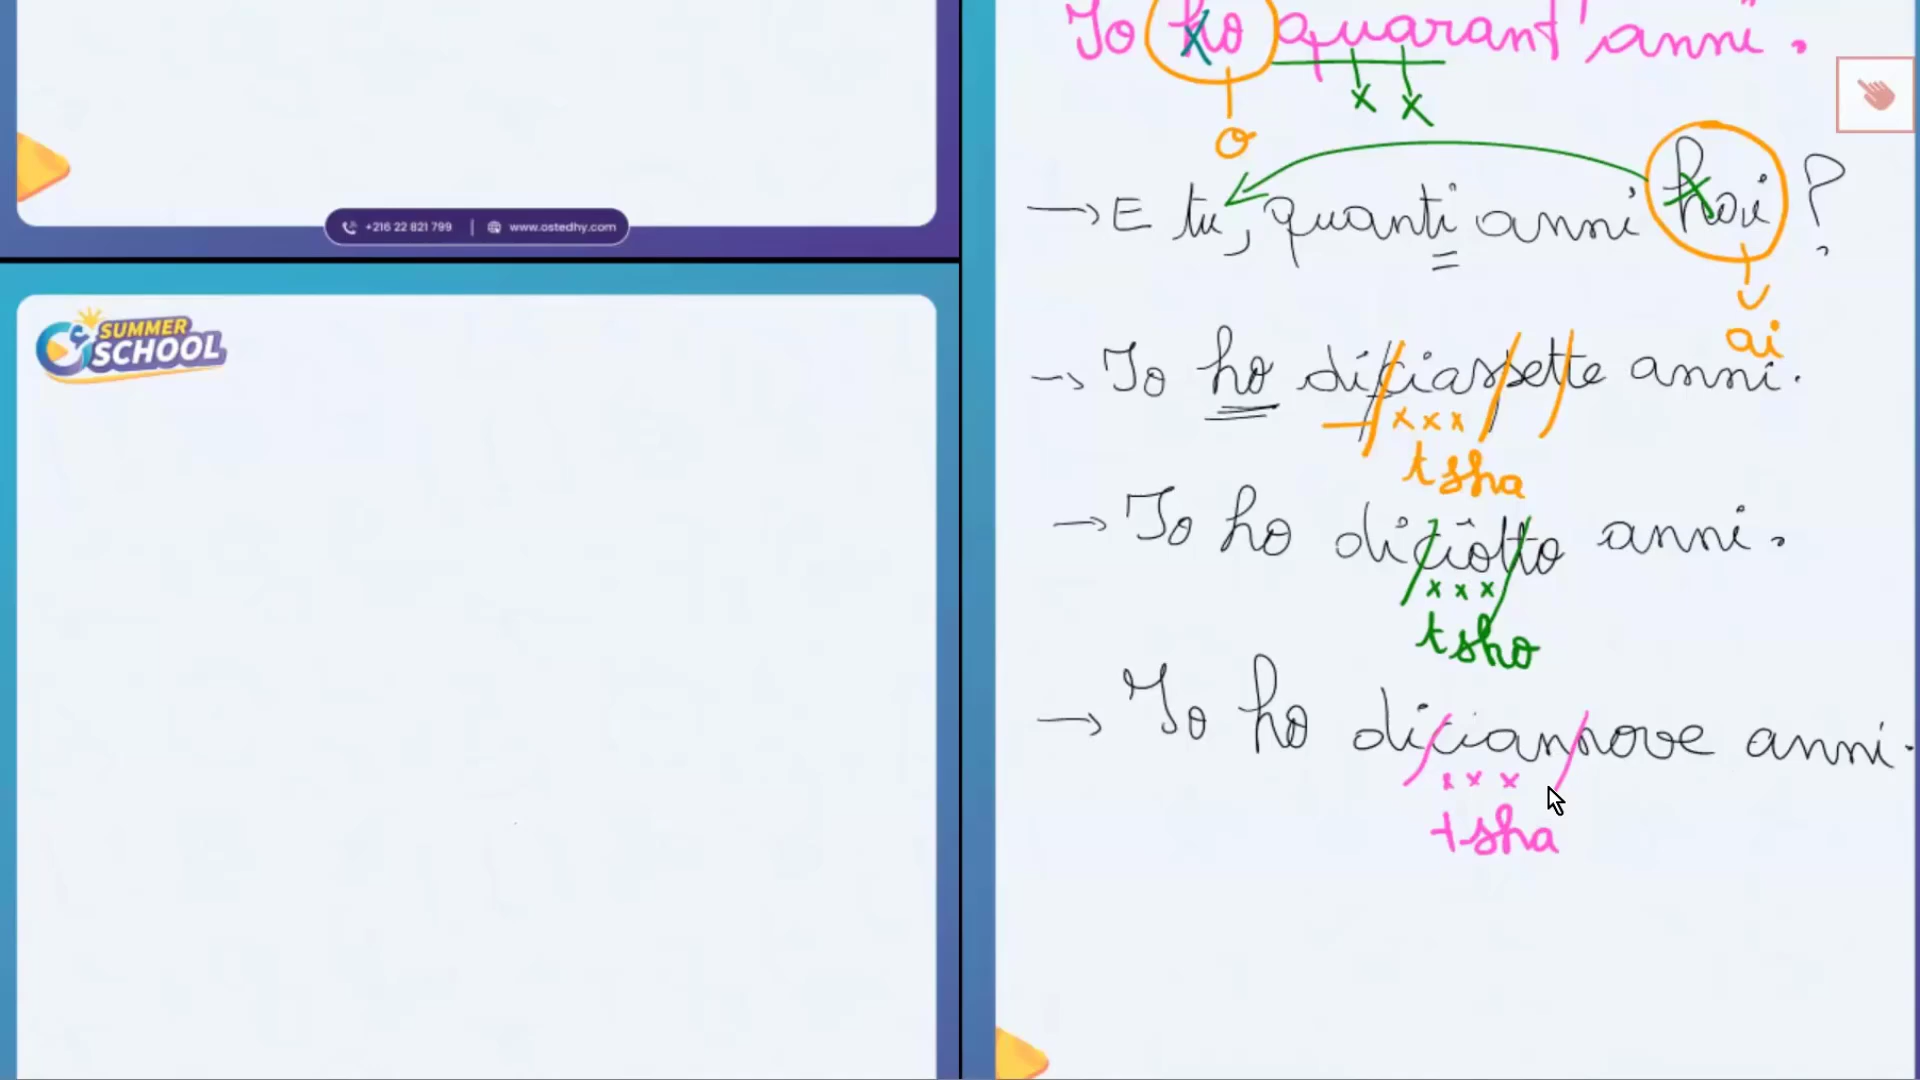 +216 22 821 799 | www.ostedhy.com
SUMMER
SCHOOL
Io ho quarant'anni.
x x
o
→ E tu, quanti anni hai ?
ai
→ Io ho diciassette anni.
x x x
tsha
→ Io ho diciotto anni.
x x x
tsho
→ Io ho diciannove anni.
x x x
tsha